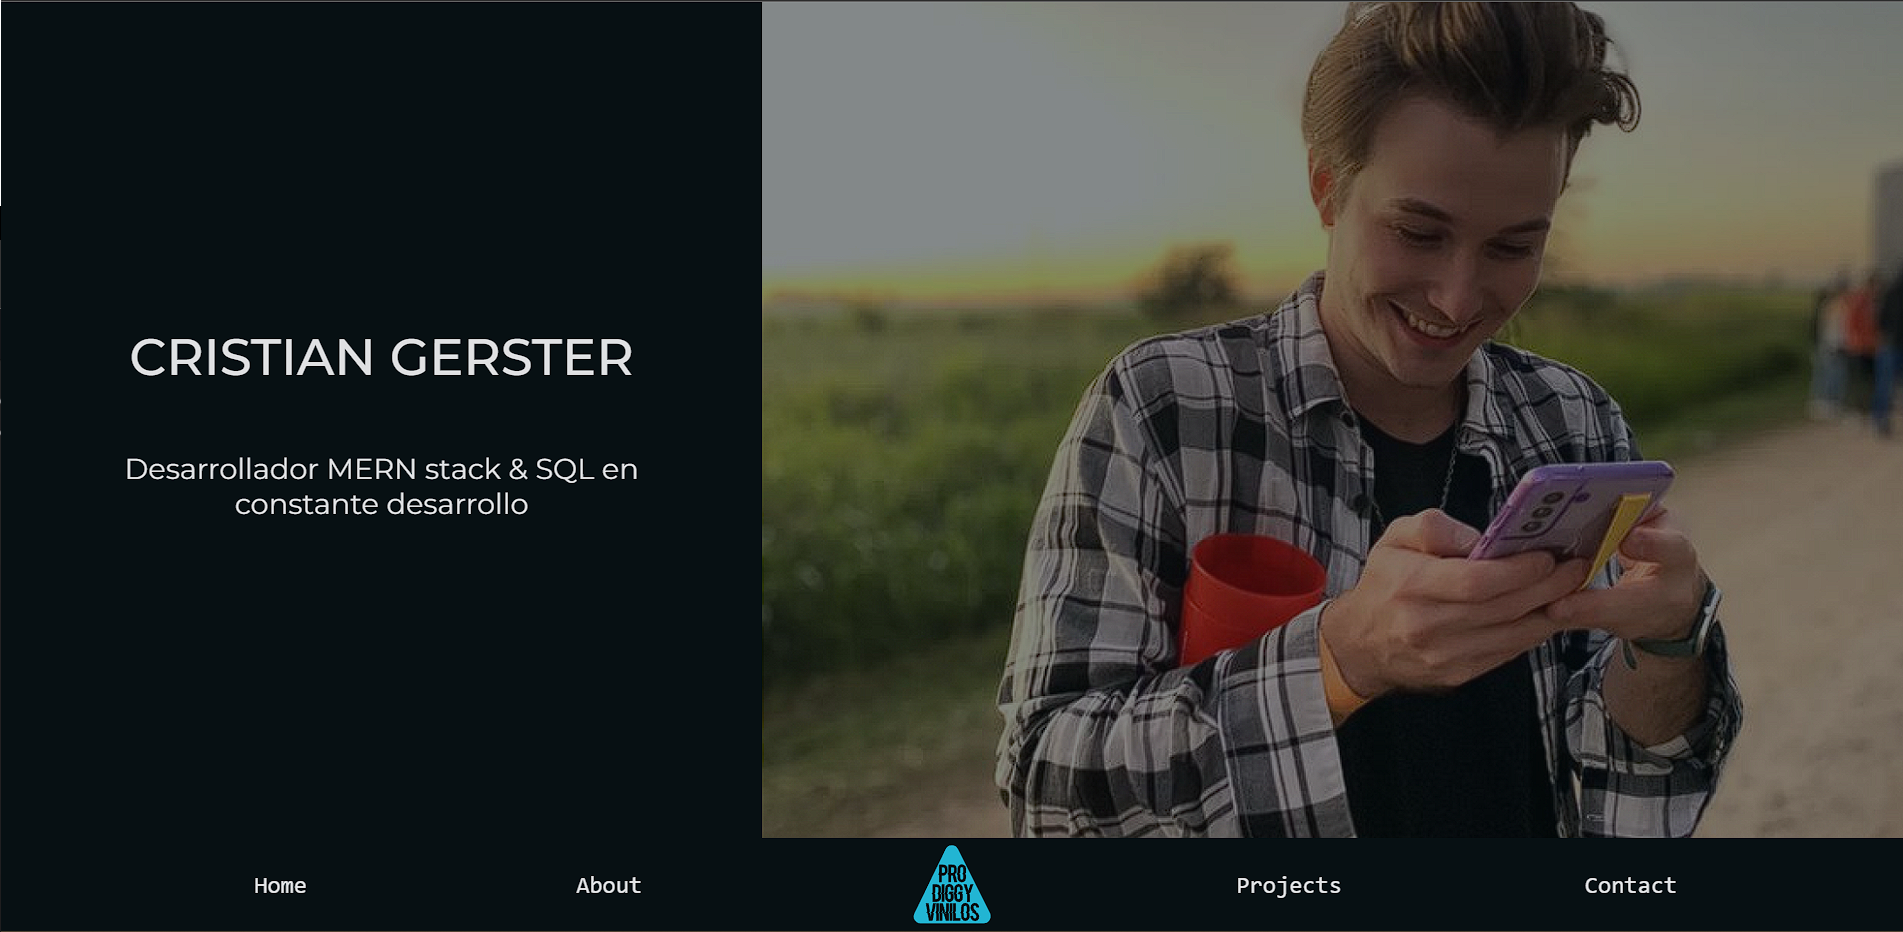 CRISTIAN GERSTER
Desarrollador MERN stack & SQL en
constante desarrollo
Home
About
PRO
DIGGY
VINILOS
Projects
Contact